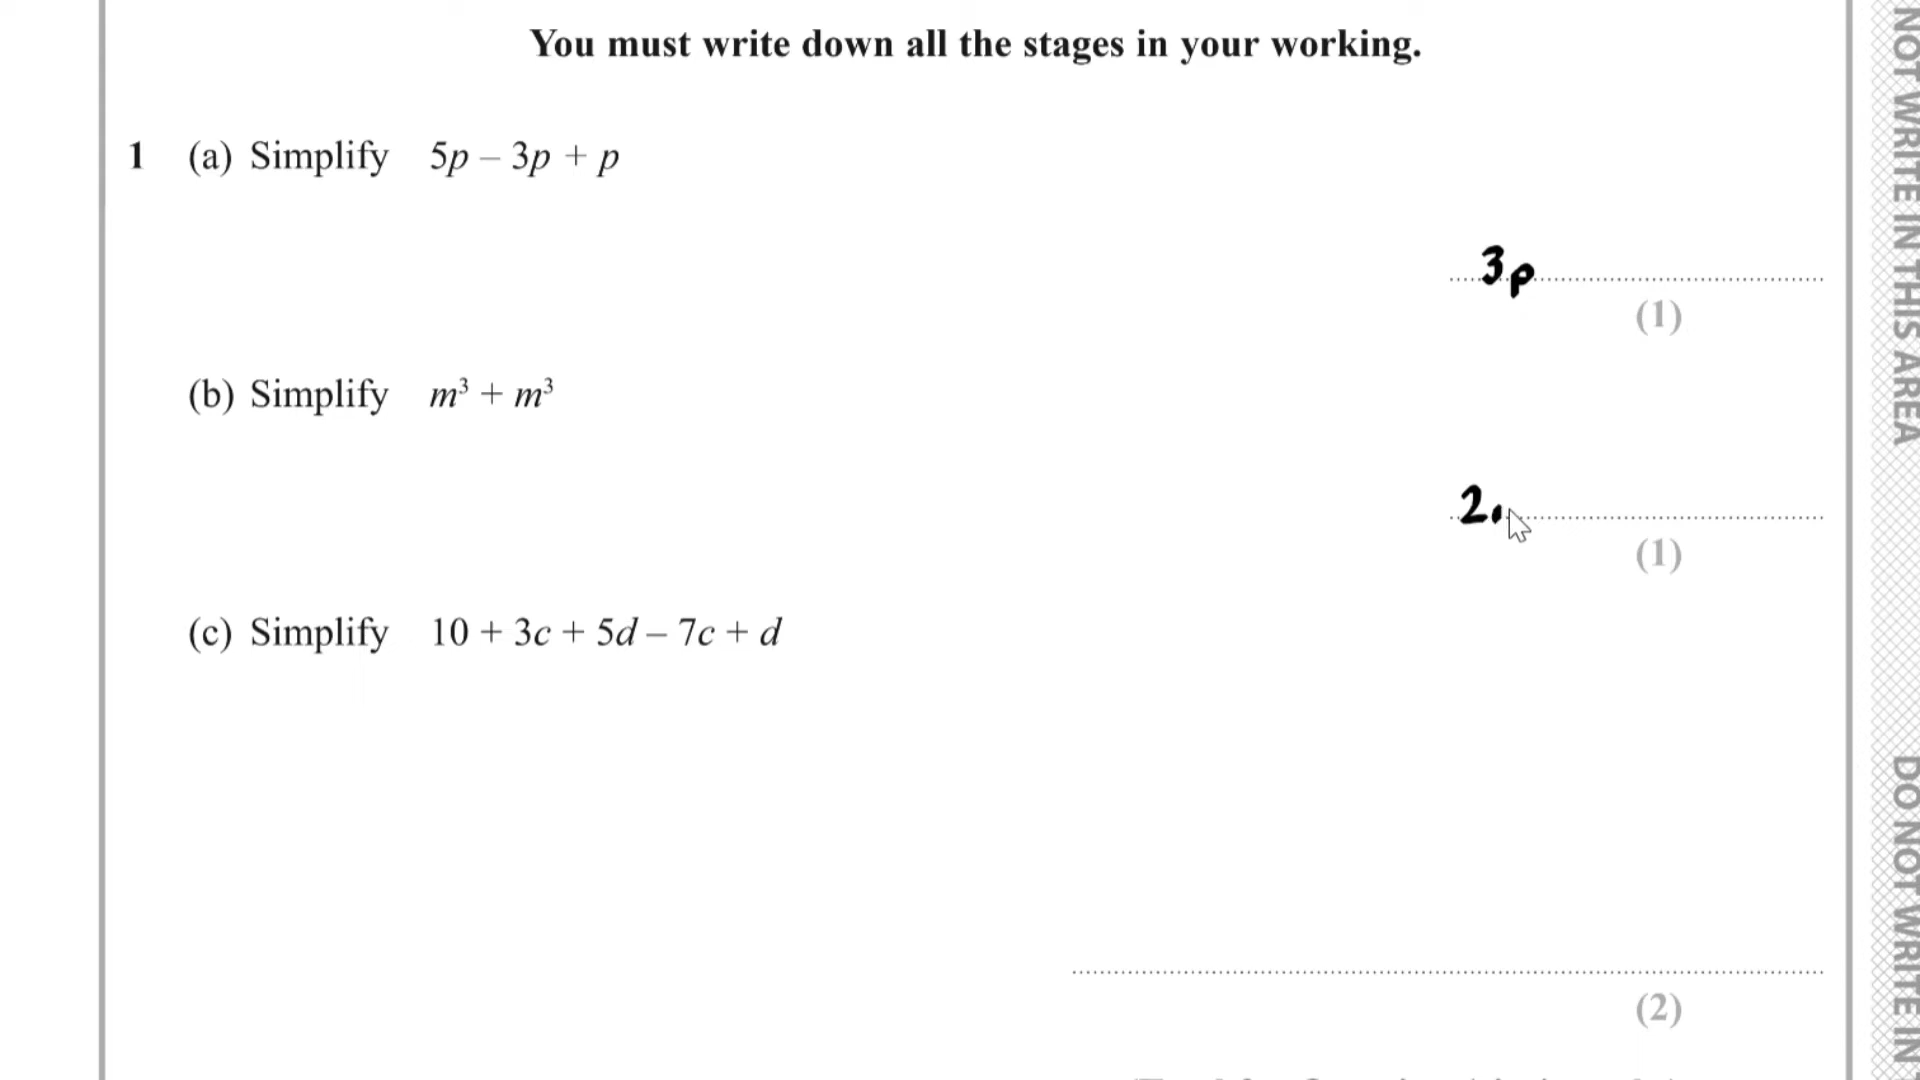 You must write down all the stages in your working.
1 (a) Simplify 5p – 3p + p
3p
(1)
(b) Simplify m³ + m³
2
(1)
(c) Simplify 10 + 3c + 5d – 7c + d
(2)
NOT WRITE IN THIS AREA
DO NOT WRITE IN